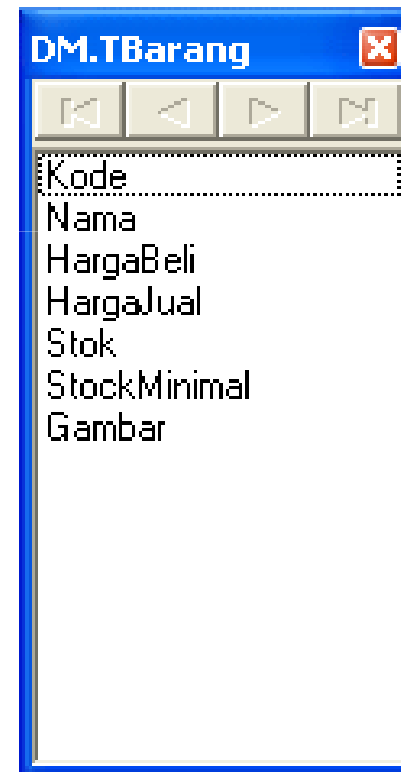 DM.TBarang
Kode
Nama
HargaBeli
HargaJual
Stok
StockMinimal
Gambar